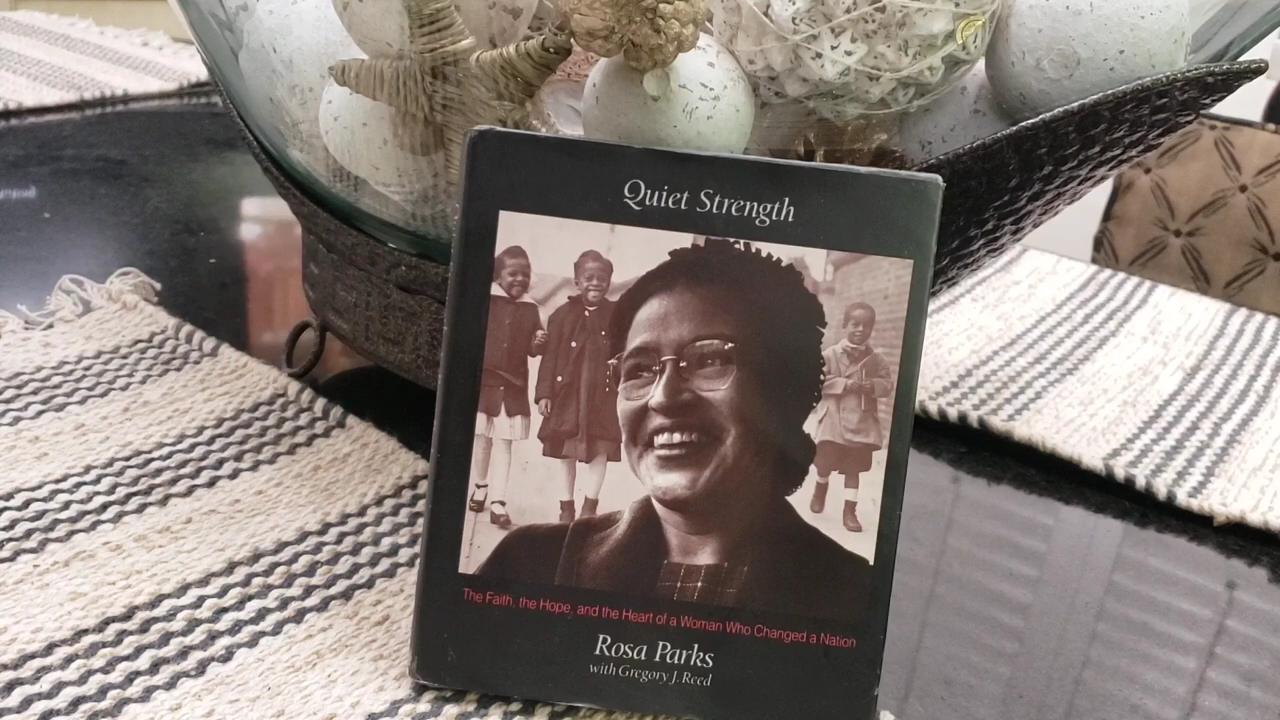 Quiet Strength
The Faith, the Hope, and the Heart of a Woman Who Changed a Nation
Rosa Parks
with Gregory J. Reed